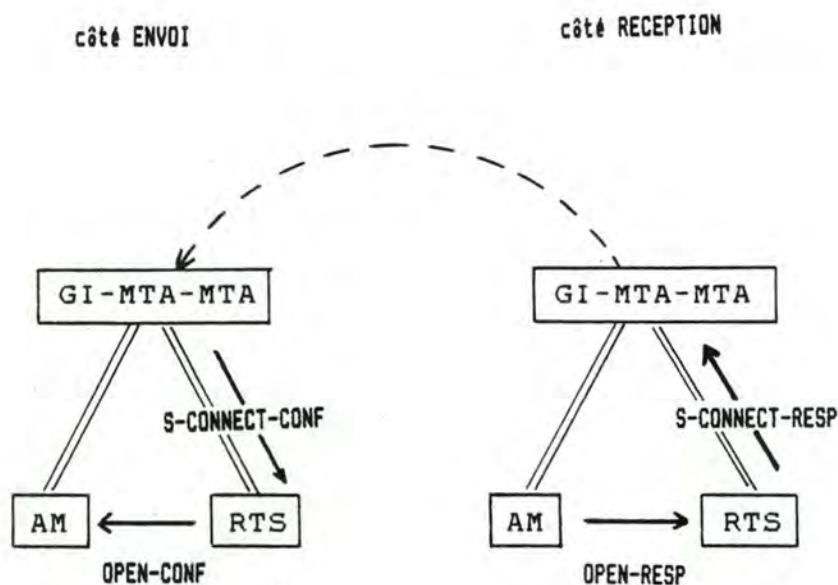 côté ENVOI
côté RECEPTION
GI-MTA-MTA
GI-MTA-MTA
S-CONNECT-CONF
S-CONNECT-RESP
AM
RTS
AM
RTS
OPEN-CONF
OPEN-RESP